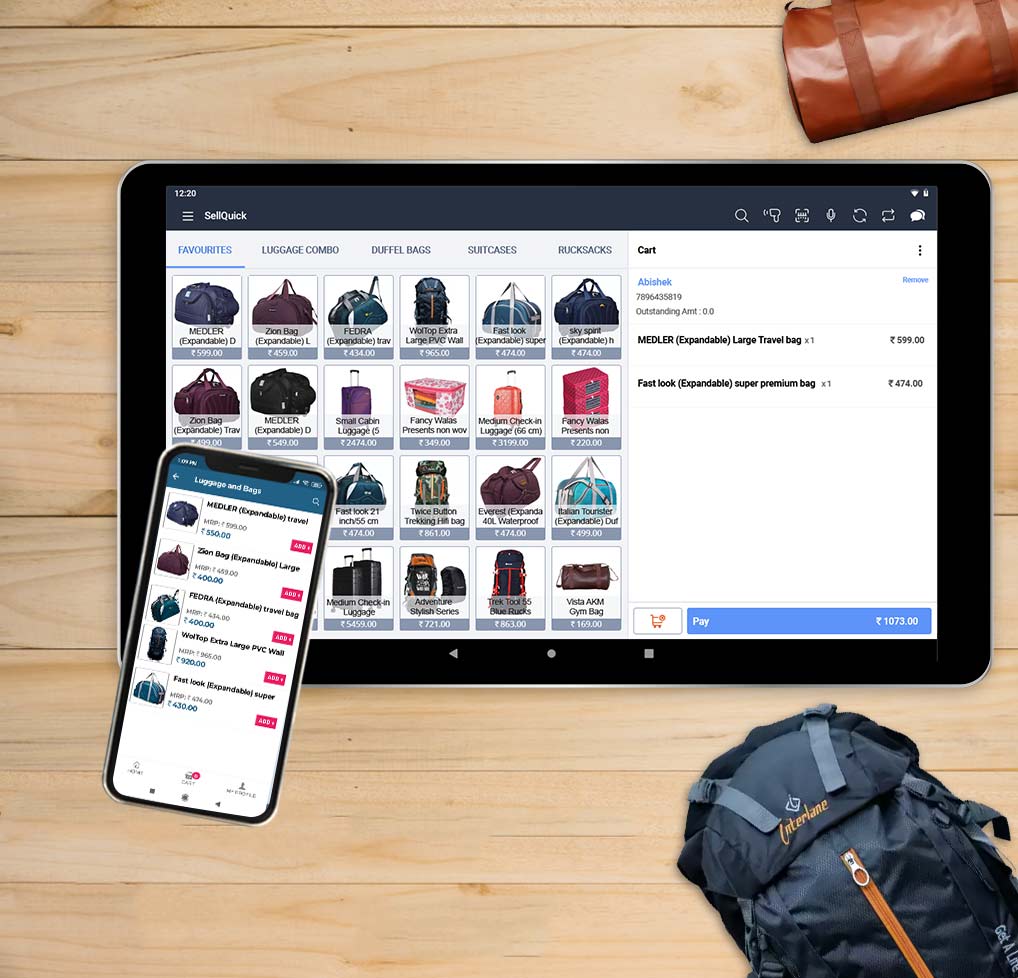 12:20
SellQuick
FAVOURITES
LUGGAGE COMBO
DUFFEL BAGS
SUITCASES
RUCKSACKS
MEDLER
(Expandable) D
₹ 599.00
Zion Bag
(Expandable) L
₹ 459.00
FEDRA
(Expandable) trav
₹ 434.00
WolTop Extra
Large PVC Wall
₹ 965.00
Fast look
(Expandable) super
₹ 474.00
sky spirit
(Expandable) h
₹ 474.00
Zion Bag
(Expandable) Trav
₹ 499.00
MEDLER
(Expandable) D
₹ 549.00
Small Cabin
Luggage (5
₹ 2474.00
Fancy Walas
Presents non wov
₹ 349.00
Medium Check-in
Luggage (66 cm)
₹ 3199.00
Fancy Walas
Presents non
₹ 220.00
Fast look 21
inch/55 cm
₹ 474.00
Twice Button
Trekking Hifi bag
₹ 861.00
Everest (Expanda
40L Waterproof
₹ 474.00
Italian Tourister
(Expandable) Duf
₹ 499.00
Medium Check-in
Luggage
₹ 5459.00
Adventure
Stylish Series
₹ 721.00
Trek Tool 55
Blue Rucks
₹ 863.00
Vista AKM
Gym Bag
₹ 169.00
Cart
Abishek
Remove
7896435819
Outstanding Amt : 0.0
MEDLER (Expandable) Large Travel bag x 1 ₹ 599.00
Fast look (Expandable) super premium bag x 1 ₹ 474.00
Pay ₹ 1073.00
1:09 PM
Luggage and Bags
MEDLER (Expandable) travel
MRP: ₹ 599.00
₹ 550.00
ADD +
Zion Bag (Expandable) Large
MRP: ₹ 459.00
₹ 400.00
ADD +
FEDRA (Expandable) travel bag
MRP: ₹ 434.00
₹ 400.00
ADD +
WolTop Extra Large PVC Wall
MRP: ₹ 965.00
₹ 920.00
ADD +
Fast look (Expandable) super
MRP: ₹ 474.00
₹ 430.00
ADD +
HOME
CART
MY PROFILE
Interlane
Get A